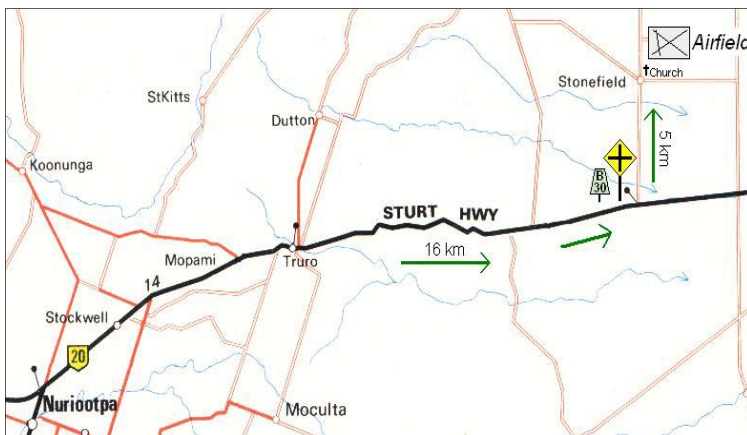 Airfield
Church
Stonefield
StKitts
Dutton
Koonunga
5 km
B
30
STURT HWY
Mopami
Truro
16 km
14
Stockwell
20
Nuriootpa
Moculta